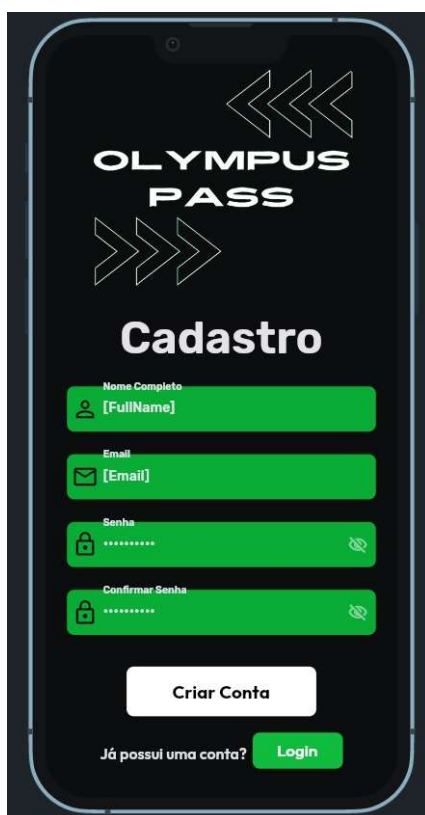 OLYMPUS
PASS
Cadastro
Nome Completo
[FullName]
Email
[Email]
Senha
••••••••••
Confirmar Senha
••••••••••
Criar Conta
Já possui uma conta? Login